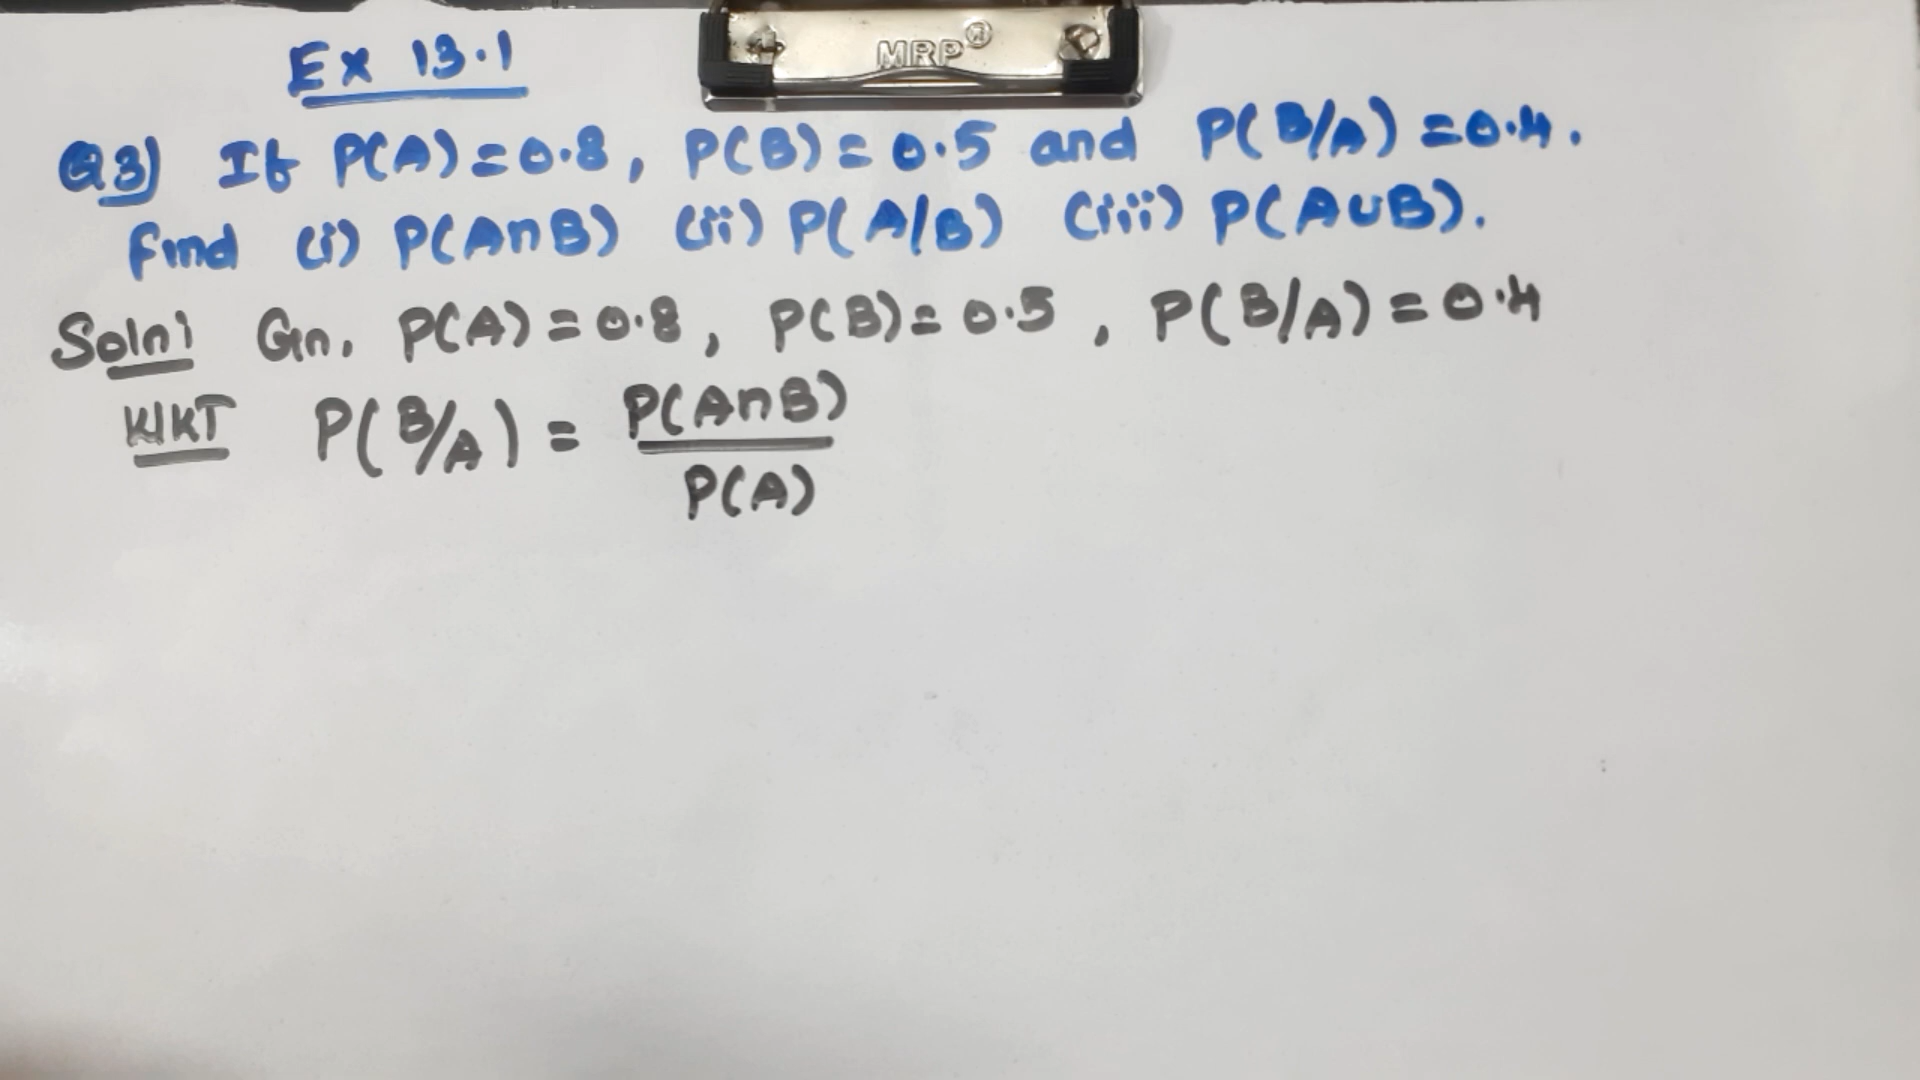 MRP®
Ex 13.1
Q3) If P(A)=0.8, P(B)=0.5 and P(B/A)=0.4.
Find (i) P(A∩B) (ii) P(A/B) (iii) P(A∪B).
Soln: Gn. P(A)=0.8, P(B)=0.5, P(B/A)=0.4
WKT P(B/A) = P(A∩B)
P(A)